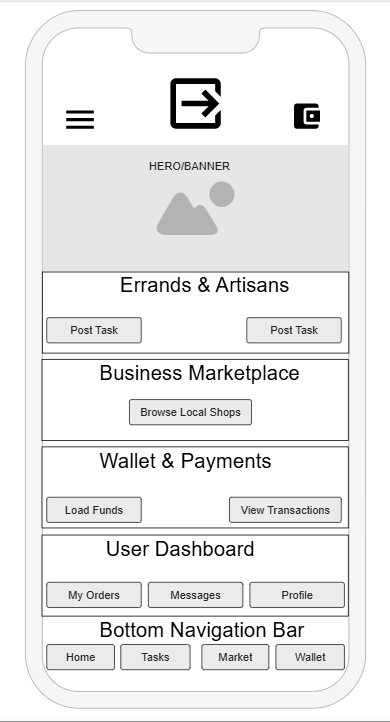 HERO/BANNER
Errands & Artisans
Post Task Post Task
Business Marketplace
Browse Local Shops
Wallet & Payments
Load Funds View Transactions
User Dashboard
My Orders Messages Profile
Bottom Navigation Bar
Home Tasks Market Wallet